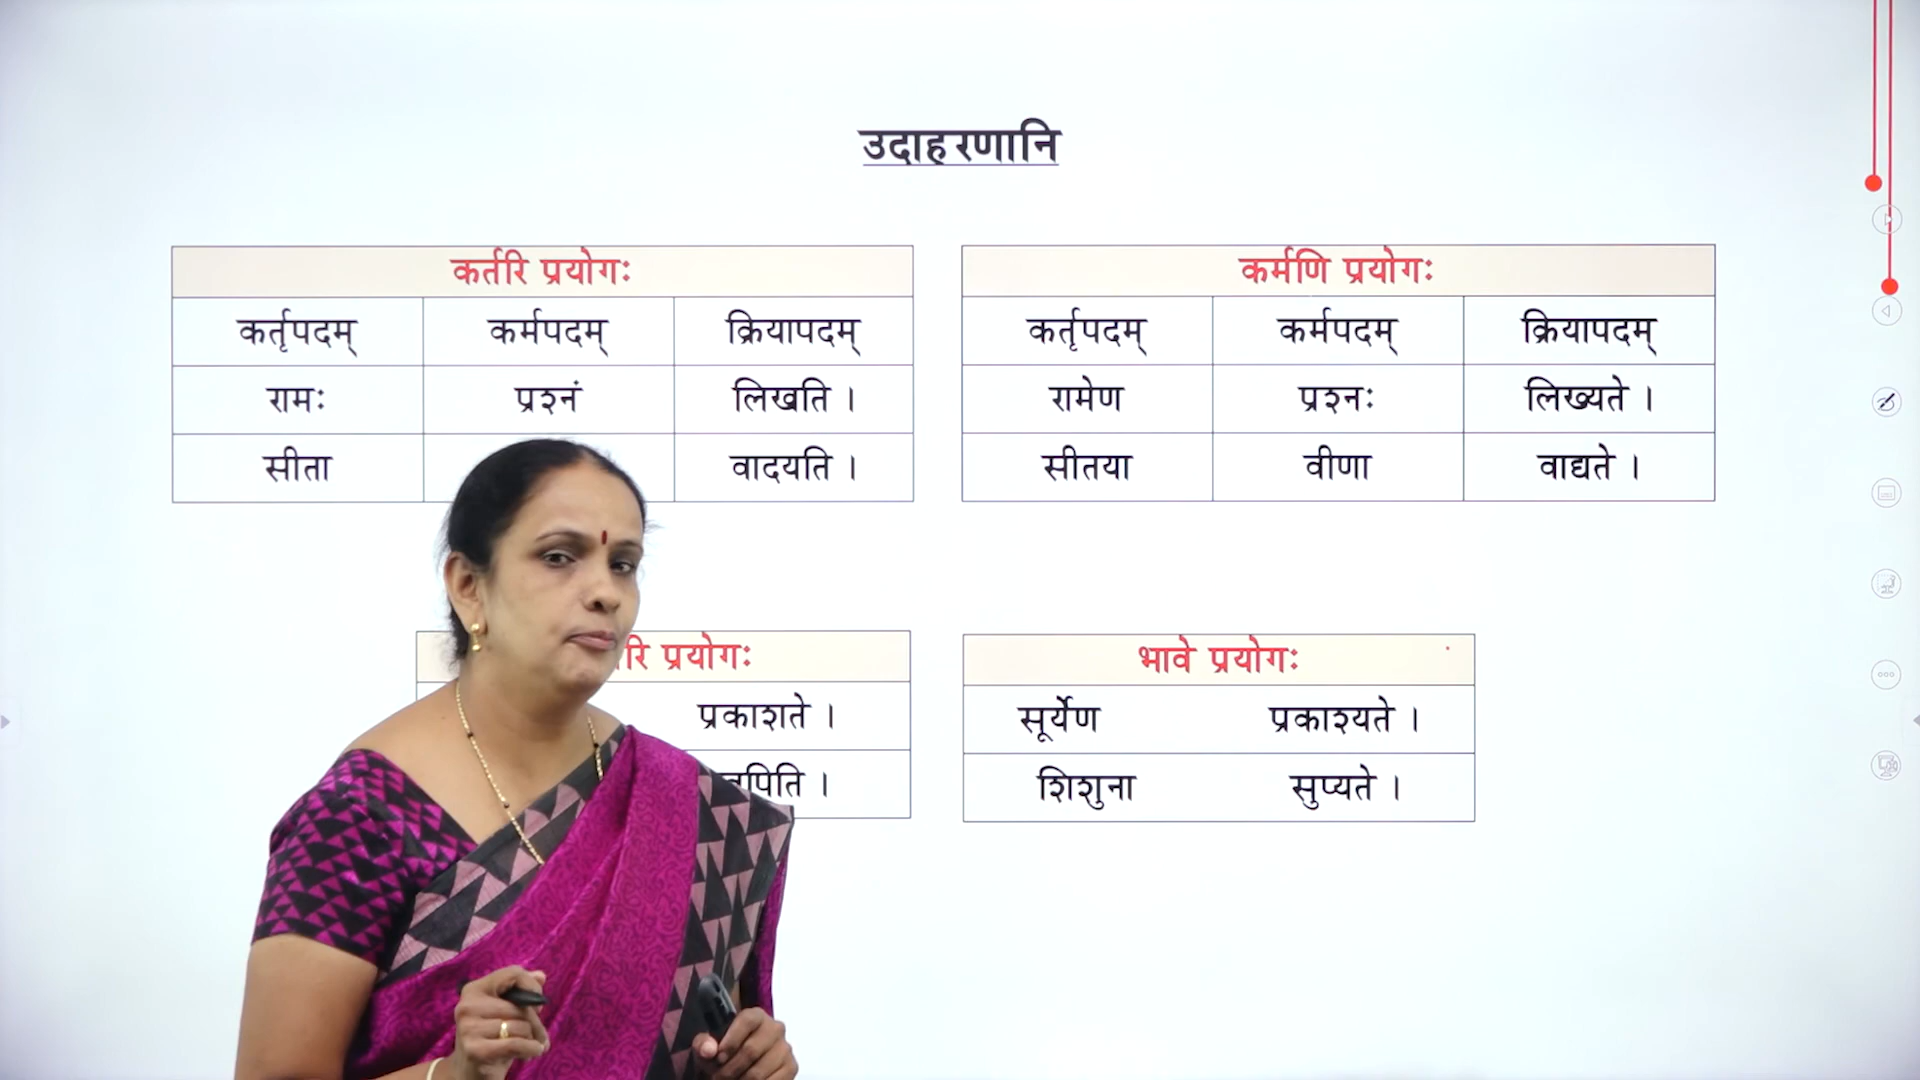 उदाहरणानि
कर्तरि प्रयोगः
कर्तृपदम् कर्मपदम् क्रियापदम्
रामः प्रश्नं लिखति ।
सीता वादयति ।
कर्मणि प्रयोगः
कर्तृपदम् कर्मपदम् क्रियापदम्
रामेण प्रश्नः लिख्यते ।
सीतया वीणा वाद्यते ।
प्रयोगः
प्रकाशते ।
भावे प्रयोगः
सूर्येण प्रकाश्यते ।
शिशुना सुप्यते ।